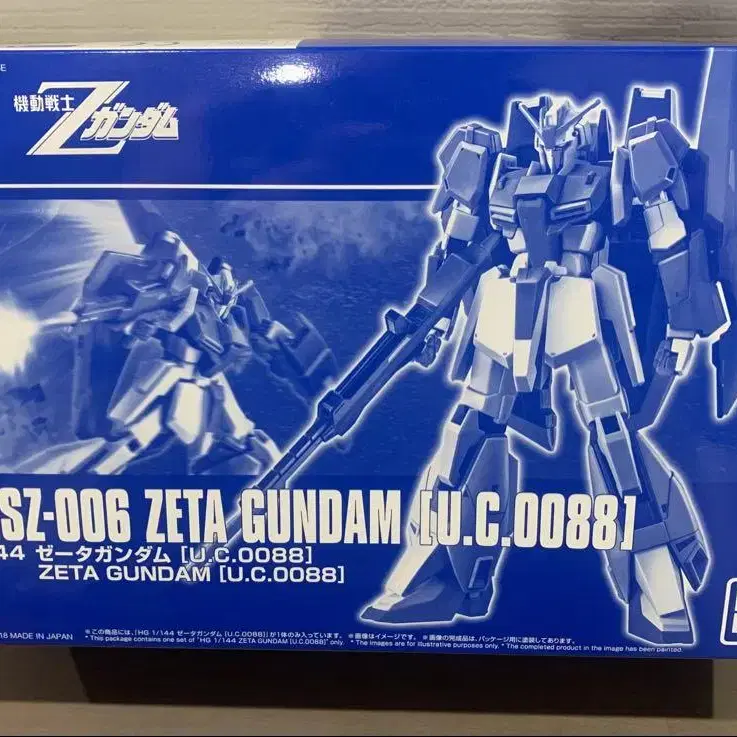 機動戦士
Zガンダム
SZ-006 ZETA GUNDAM [U.C.0088]
44 ゼータガンダム [U.C.0088]
ZETA GUNDAM [U.C.0088]
18 MADE IN JAPAN
※この商品には、「HG 1/144 ゼータガンダム [U.C.0088]」が1体のみ入っています。 ※画像はイメージです。 ※画像の完成品は、パッケージ用に塗装してあります。
* This package contains one set of "HG 1/144 ZETA GUNDAM [U.C.0088]" only. * The images are for illustrative purposes only. * The completed product in the image has been painted.